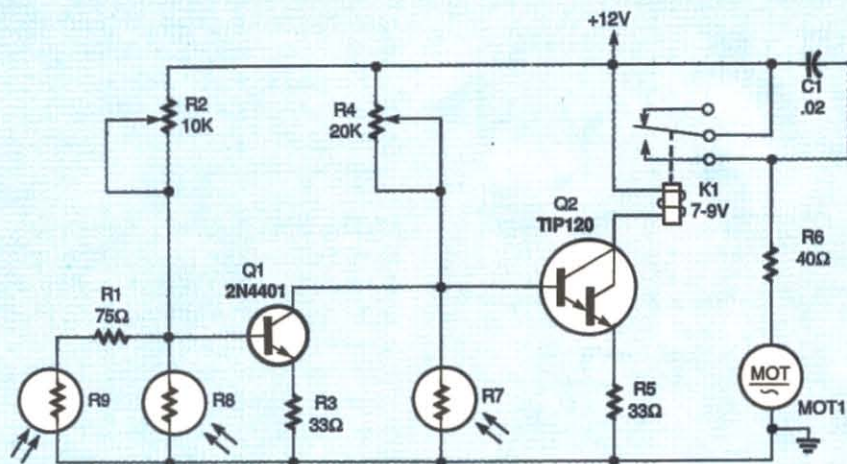 +12V
C1
.02
R2
10K
R4
20K
K1
7-9V
Q2
TIP120
R6
40Ω
Q1
2N4401
R1
75Ω
R9
R8
R3
33Ω
R7
R5
33Ω
MOT
MOT1